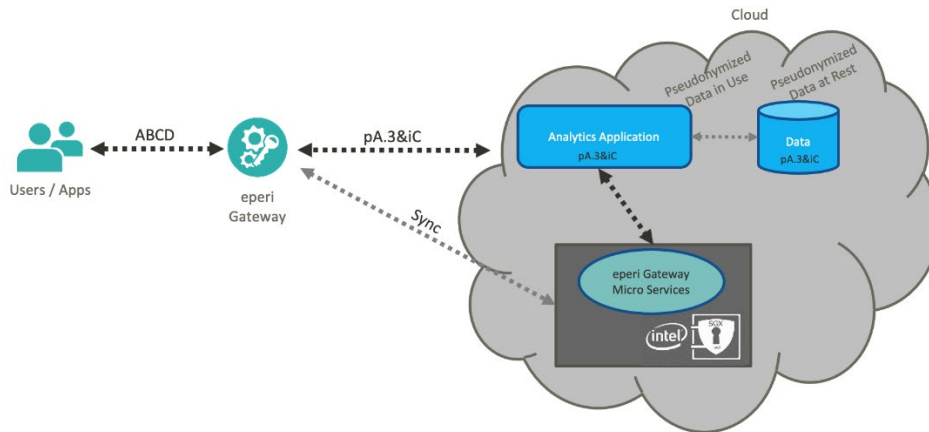 Cloud
Pseudonymized
Data in Use
Pseudonymized
Data at Rest
ABCD
pA.3&iC
Analytics Application
pA.3&iC
Data
pA.3&iC
Users / Apps
eperi
Gateway
Sync
eperi Gateway
Micro Services
intel
SGX